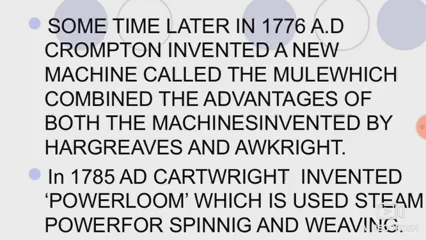 SOME TIME LATER IN 1776 A.D
CROMPTON INVENTED A NEW
MACHINE CALLED THE MULEWHICH
COMBINED THE ADVANTAGES OF
BOTH THE MACHINESINVENTED BY
HARGREAVES AND AWKRIGHT.
In 1785 AD CARTWRIGHT INVENTED
‘POWERLOOM’ WHICH IS USED STEAM
POWERFOR SPINNIG AND WEAVING.